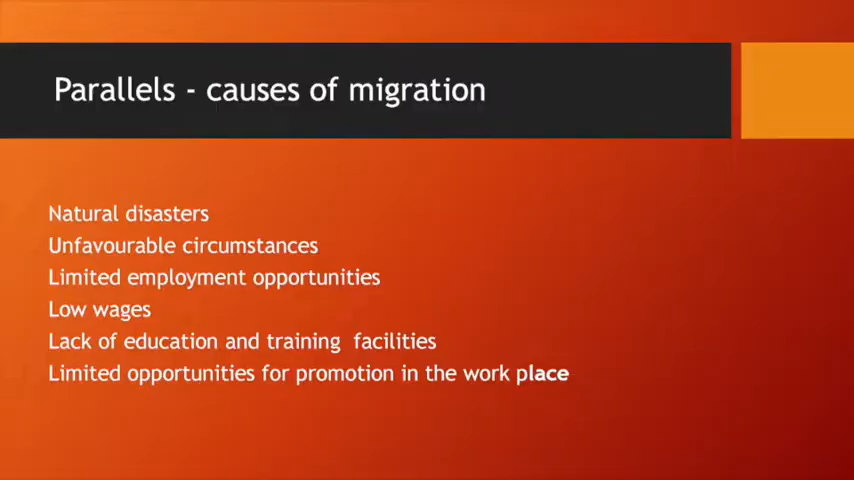 Parallels - causes of migration
Natural disasters
Unfavourable circumstances
Limited employment opportunities
Low wages
Lack of education and training  facilities
Limited opportunities for promotion in the work place